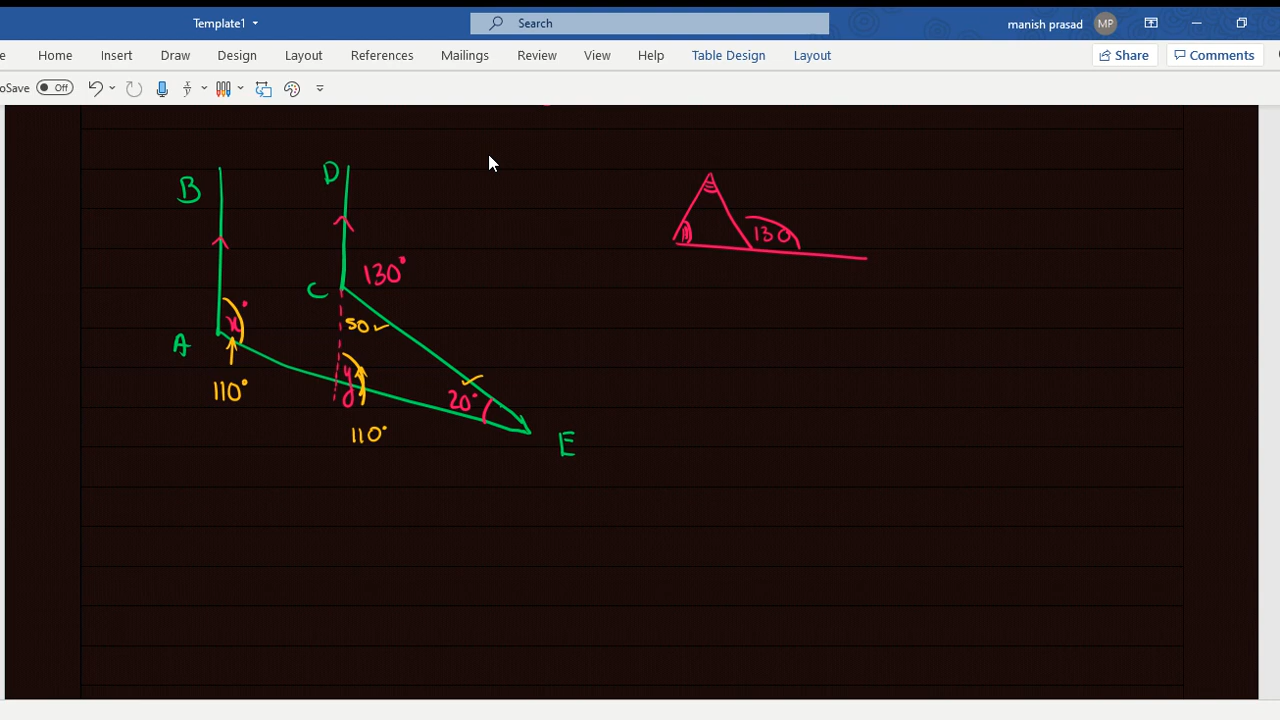 Template1
Search
manish prasad
MP
e Home Insert Draw Design Layout References Mailings Review View Help Table Design Layout
Share
Comments
oSave Off
B
D
130
130°
C
x°
50
A
y
110°
20°
110°
E